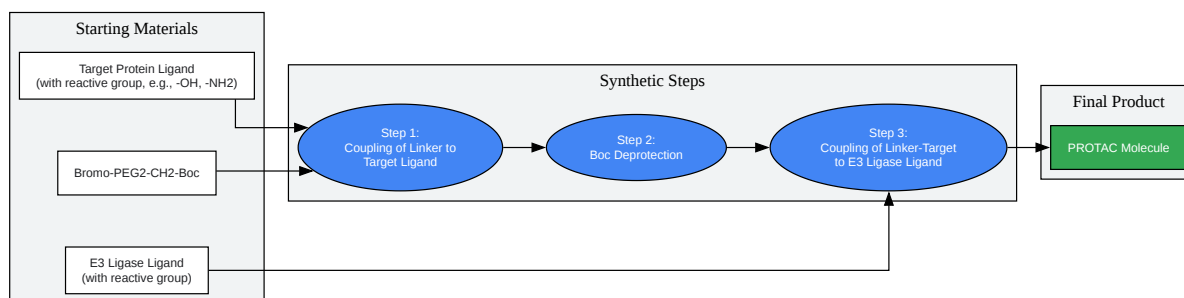 Starting Materials
Target Protein Ligand
(with reactive group, e.g., -OH, -NH2)
Bromo-PEG2-CH2-Boc
E3 Ligase Ligand
(with reactive group)
Synthetic Steps
Step 1:
Coupling of Linker to
Target Ligand
Step 2:
Boc Deprotection
Step 3:
Coupling of Linker-Target
to E3 Ligase Ligand
Final Product
PROTAC Molecule